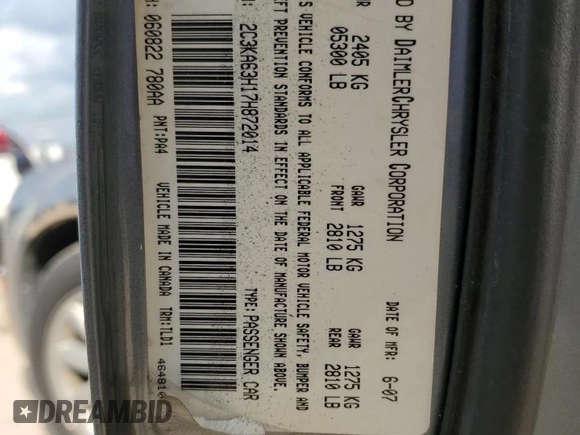 D BY DAIMLERCHRYSLER CORPORATION DATE OF MFR: 6-07
2405 KG GAWR 1275 KG GAWR 1275 KG
05300 LB FRONT 2810 LB REAR 2810 LB
VEHICLE CONFORMS TO ALL APPLICABLE FEDERAL MOTOR VEHICLE SAFETY, BUMPER AND
PREVENTION STANDARDS IN EFFECT ON THE DATE OF MANUFACTURE SHOWN ABOVE.
2C3KA63H17H872014 TYPE:PASSENGER CAR
060822 780AA PNT:PA4 VEHICLE MADE IN CANADA TRM:ILD1 46481
DREAMBID